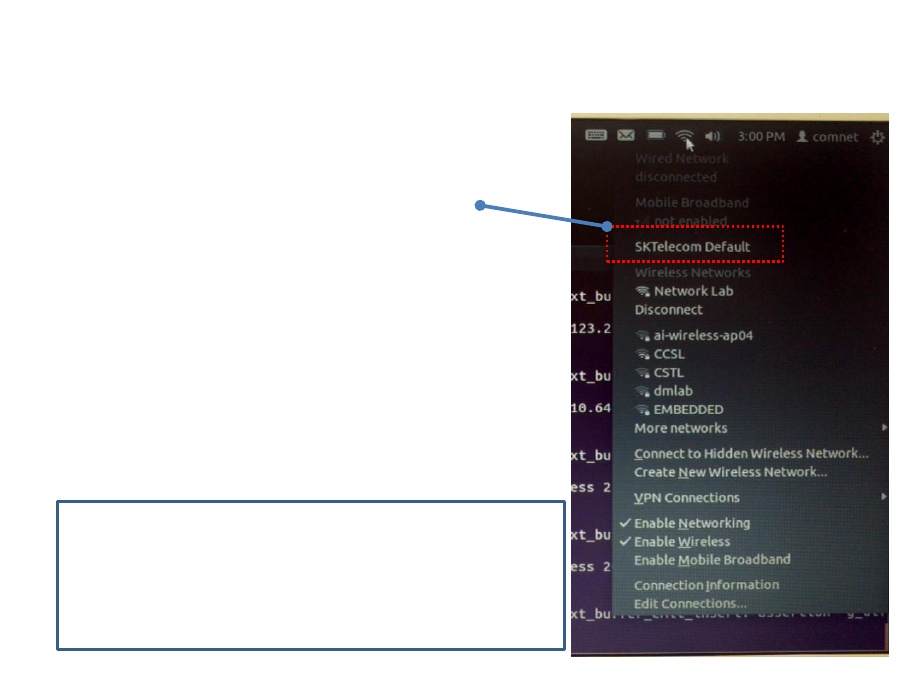 3:00 PM comnet
Wired Network
disconnected
Mobile Broadband
not enabled
SKTelecom Default
Wireless Networks
xt_bu
Network Lab
Disconnect
123.2
ai-wireless-ap04
CCSL
xt_bu
CSTL
dmlab
10.64
EMBEDDED
More networks
xt_bu
Connect to Hidden Wireless Network...
Create New Wireless Network...
ess 2
VPN Connections
Enable Networking
xt_bu
Enable Wireless
Enable Mobile Broadband
ess 2
Connection Information
Edit Connections...